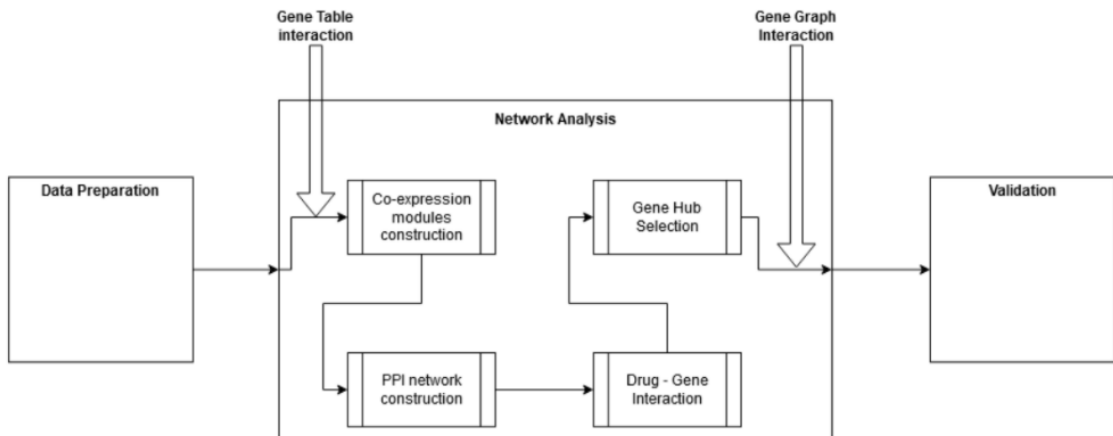 Gene Table
interaction
Gene Graph
Interaction
Network Analysis
Data Preparation
Co-expression
modules
construction
Gene Hub
Selection
Validation
PPI network
construction
Drug - Gene
Interaction